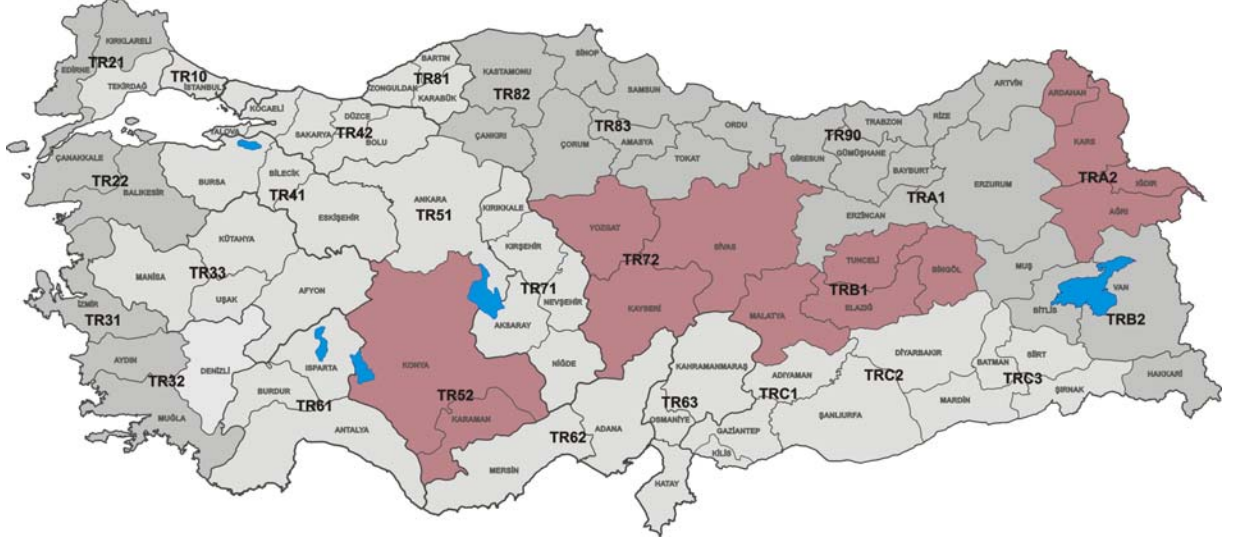 KIRKLARELİ
EDİRNE
TR21
TEKİRDAĞ
TR10
İSTANBUL
KOCAELİ
YALOVA
SAKARYA
DÜZCE
TR42
BOLU
BARTIN
TR81
ZONGULDAK
KARABÜK
KASTAMONU
TR82
ÇANKIRI
SİNOP
SAMSUN
TR83
ÇORUM
AMASYA
TOKAT
ORDU
GİRESUN
TR90
TRABZON
GÜMÜŞHANE
RİZE
BAYBURT
ARTVİN
ARDAHAN
KARS
TRA2
IĞDIR
AĞRI
ERZURUM
TRA1
ERZİNCAN
ÇANAKKALE
TR22
BALIKESİR
BURSA
BİLECİK
TR41
ESKİŞEHİR
ANKARA
TR51
KIRIKKALE
KIRŞEHİR
YOZGAT
SİVAS
TR72
KAYSERİ
TUNCELİ
BİNGÖL
TRB1
ELAZIĞ
MALATYA
MUŞ
BİTLİS
VAN
TRB2
HAKKARİ
KÜTAHYA
MANİSA
TR33
UŞAK
AFYON
İZMİR
TR31
AYDIN
TR32
DENİZLİ
MUĞLA
ISPARTA
BURDUR
TR61
ANTALYA
KONYA
TR52
KARAMAN
TR71
NEVŞEHİR
AKSARAY
NİĞDE
MERSİN
TR62
ADANA
KAHRAMANMARAŞ
TR63
OSMANİYE
HATAY
GAZİANTEP
KİLİS
ADIYAMAN
TRC1
ŞANLIURFA
DİYARBAKIR
TRC2
MARDİN
BATMAN
SİİRT
TRC3
ŞIRNAK